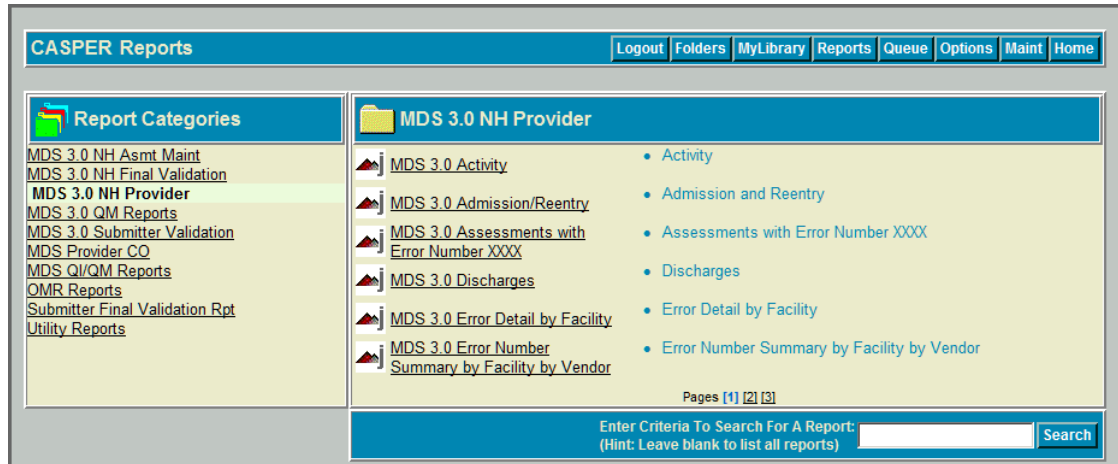 CASPER Reports
Logout Folders MyLibrary Reports Queue Options Maint Home
Report Categories
MDS 3.0 NH Asmt Maint
MDS 3.0 NH Final Validation
MDS 3.0 NH Provider
MDS 3.0 QM Reports
MDS 3.0 Submitter Validation
MDS Provider CO
MDS QI/QM Reports
OMR Reports
Submitter Final Validation Rpt
Utility Reports
MDS 3.0 NH Provider
MDS 3.0 Activity
• Activity
MDS 3.0 Admission/Reentry
• Admission and Reentry
MDS 3.0 Assessments with
Error Number XXXX
• Assessments with Error Number XXXX
MDS 3.0 Discharges
• Discharges
MDS 3.0 Error Detail by Facility
• Error Detail by Facility
MDS 3.0 Error Number
Summary by Facility by Vendor
• Error Number Summary by Facility by Vendor
Pages [1] [2] [3]
Enter Criteria To Search For A Report:
(Hint: Leave blank to list all reports)
Search